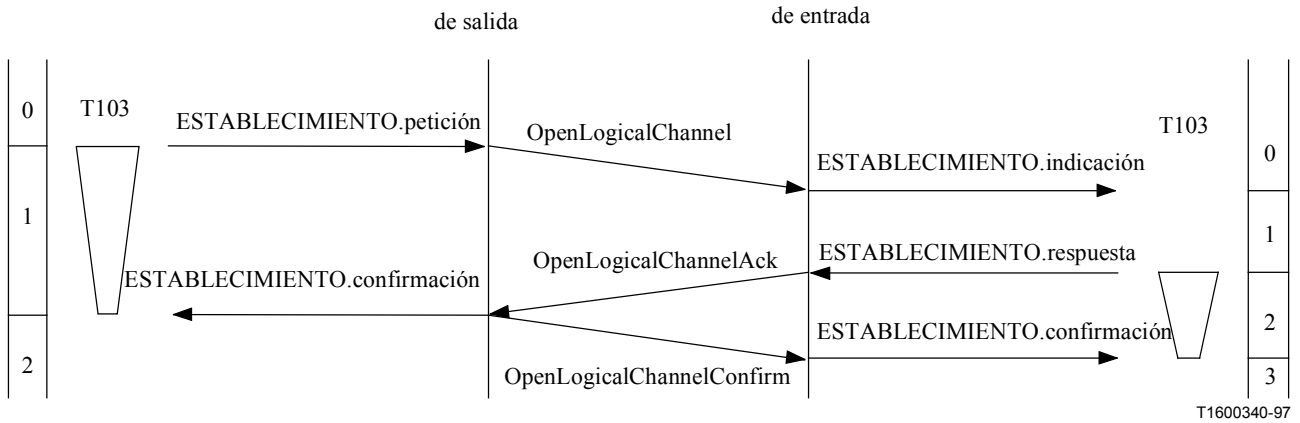 de salida
de entrada
0
T103
ESTABLECIMIENTO.petición
OpenLogicalChannel
T103
ESTABLECIMIENTO.indicación
0
1
1
OpenLogicalChannelAck
ESTABLECIMIENTO.respuesta
ESTABLECIMIENTO.confirmación
ESTABLECIMIENTO.confirmación
2
2
OpenLogicalChannelConfirm
3
T1600340-97